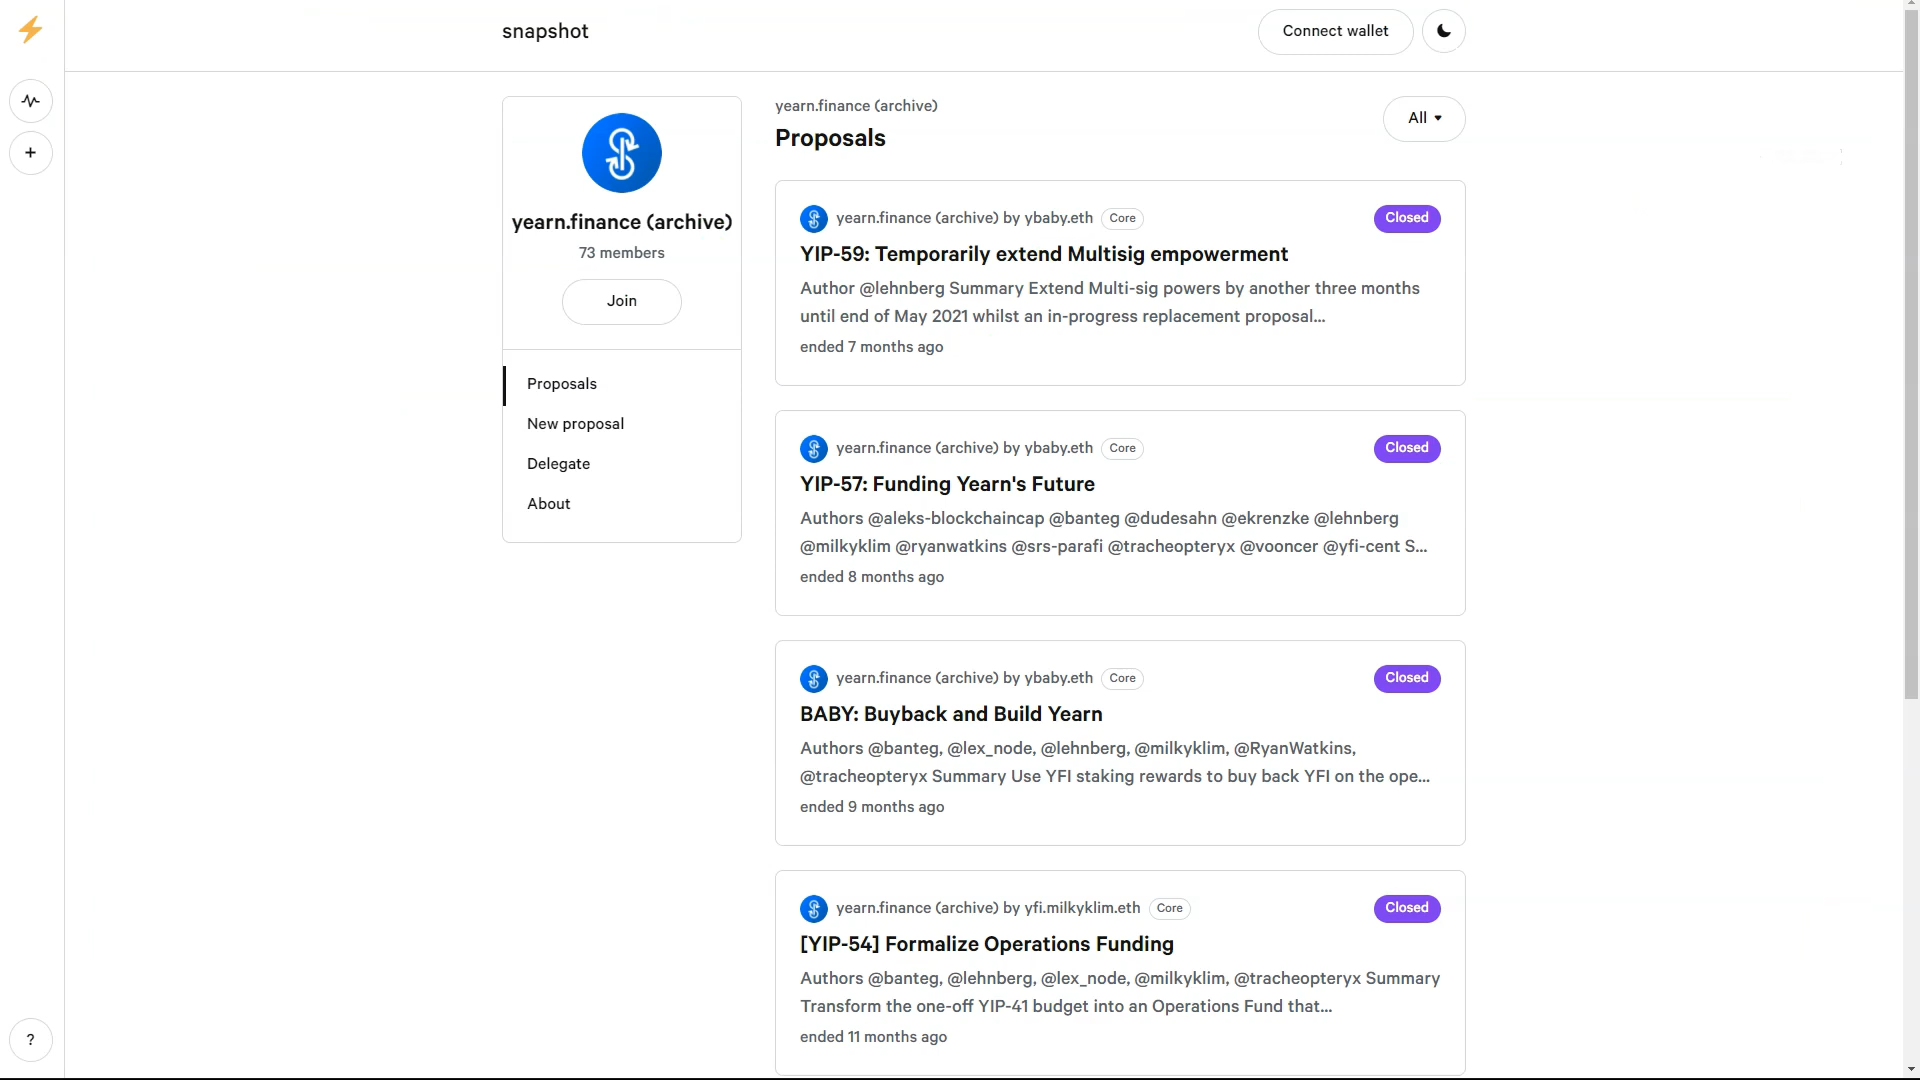 snapshot
Connect wallet
+
yearn.finance (archive)
73 members
Join
Proposals
New proposal
Delegate
About
yearn.finance (archive)
Proposals
All
yearn.finance (archive) by ybaby.eth Core Closed
YIP-59: Temporarily extend Multisig empowerment
Author @lehnberg Summary Extend Multi-sig powers by another three months
until end of May 2021 whilst an in-progress replacement proposal...
ended 7 months ago
yearn.finance (archive) by ybaby.eth Core Closed
YIP-57: Funding Yearn's Future
Authors @aleks-blockchaincap @banteg @dudesahn @ekrenzke @lehnberg
@milkyklim @ryanwatkins @srs-parafi @tracheopteryx @vooncer @yfi-cent S...
ended 8 months ago
yearn.finance (archive) by ybaby.eth Core Closed
BABY: Buyback and Build Yearn
Authors @banteg, @lex_node, @lehnberg, @milkyklim, @RyanWatkins,
@tracheopteryx Summary Use YFI staking rewards to buy back YFI on the ope...
ended 9 months ago
yearn.finance (archive) by yfi.milkyklim.eth Core Closed
[YIP-54] Formalize Operations Funding
Authors @banteg, @lehnberg, @lex_node, @milkyklim, @tracheopteryx Summary
Transform the one-off YIP-41 budget into an Operations Fund that...
ended 11 months ago
?